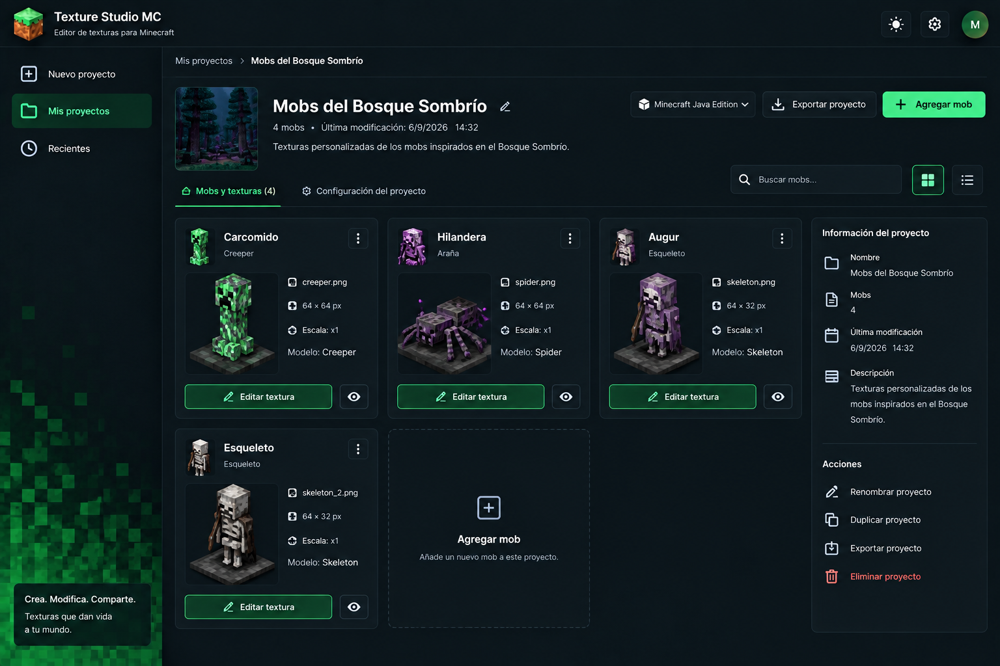 Texture Studio MC
Editor de texturas para Minecraft
M
Nuevo proyecto
Mis proyectos
Recientes
Crea. Modifica. Comparte.
Texturas que dan vida
a tu mundo.
Mis proyectos > Mobs del Bosque Sombrío
Mobs del Bosque Sombrío
4 mobs • Última modificación: 6/9/2026 14:32
Texturas personalizadas de los mobs inspirados en el Bosque Sombrío.
Minecraft Java Edition
Exportar proyecto
Agregar mob
Buscar mobs...
Mobs y texturas (4)
Configuración del proyecto
Carcomido
Creeper
creeper.png
64 × 64 px
Escala: x1
Modelo: Creeper
Editar textura
Hilandera
Araña
spider.png
64 × 64 px
Escala: x1
Modelo: Spider
Editar textura
Augur
Esqueleto
skeleton.png
64 × 32 px
Escala: x1
Modelo: Skeleton
Editar textura
Esqueleto
Esqueleto
skeleton_2.png
64 × 32 px
Escala: x1
Modelo: Skeleton
Editar textura
Agregar mob
Añade un nuevo mob a este proyecto.
Información del proyecto
Nombre
Mobs del Bosque Sombrío
Mobs
4
Última modificación
6/9/2026 14:32
Descripción
Texturas personalizadas de los
mobs inspirados en el Bosque
Sombrío.
Acciones
Renombrar proyecto
Duplicar proyecto
Exportar proyecto
Eliminar proyecto